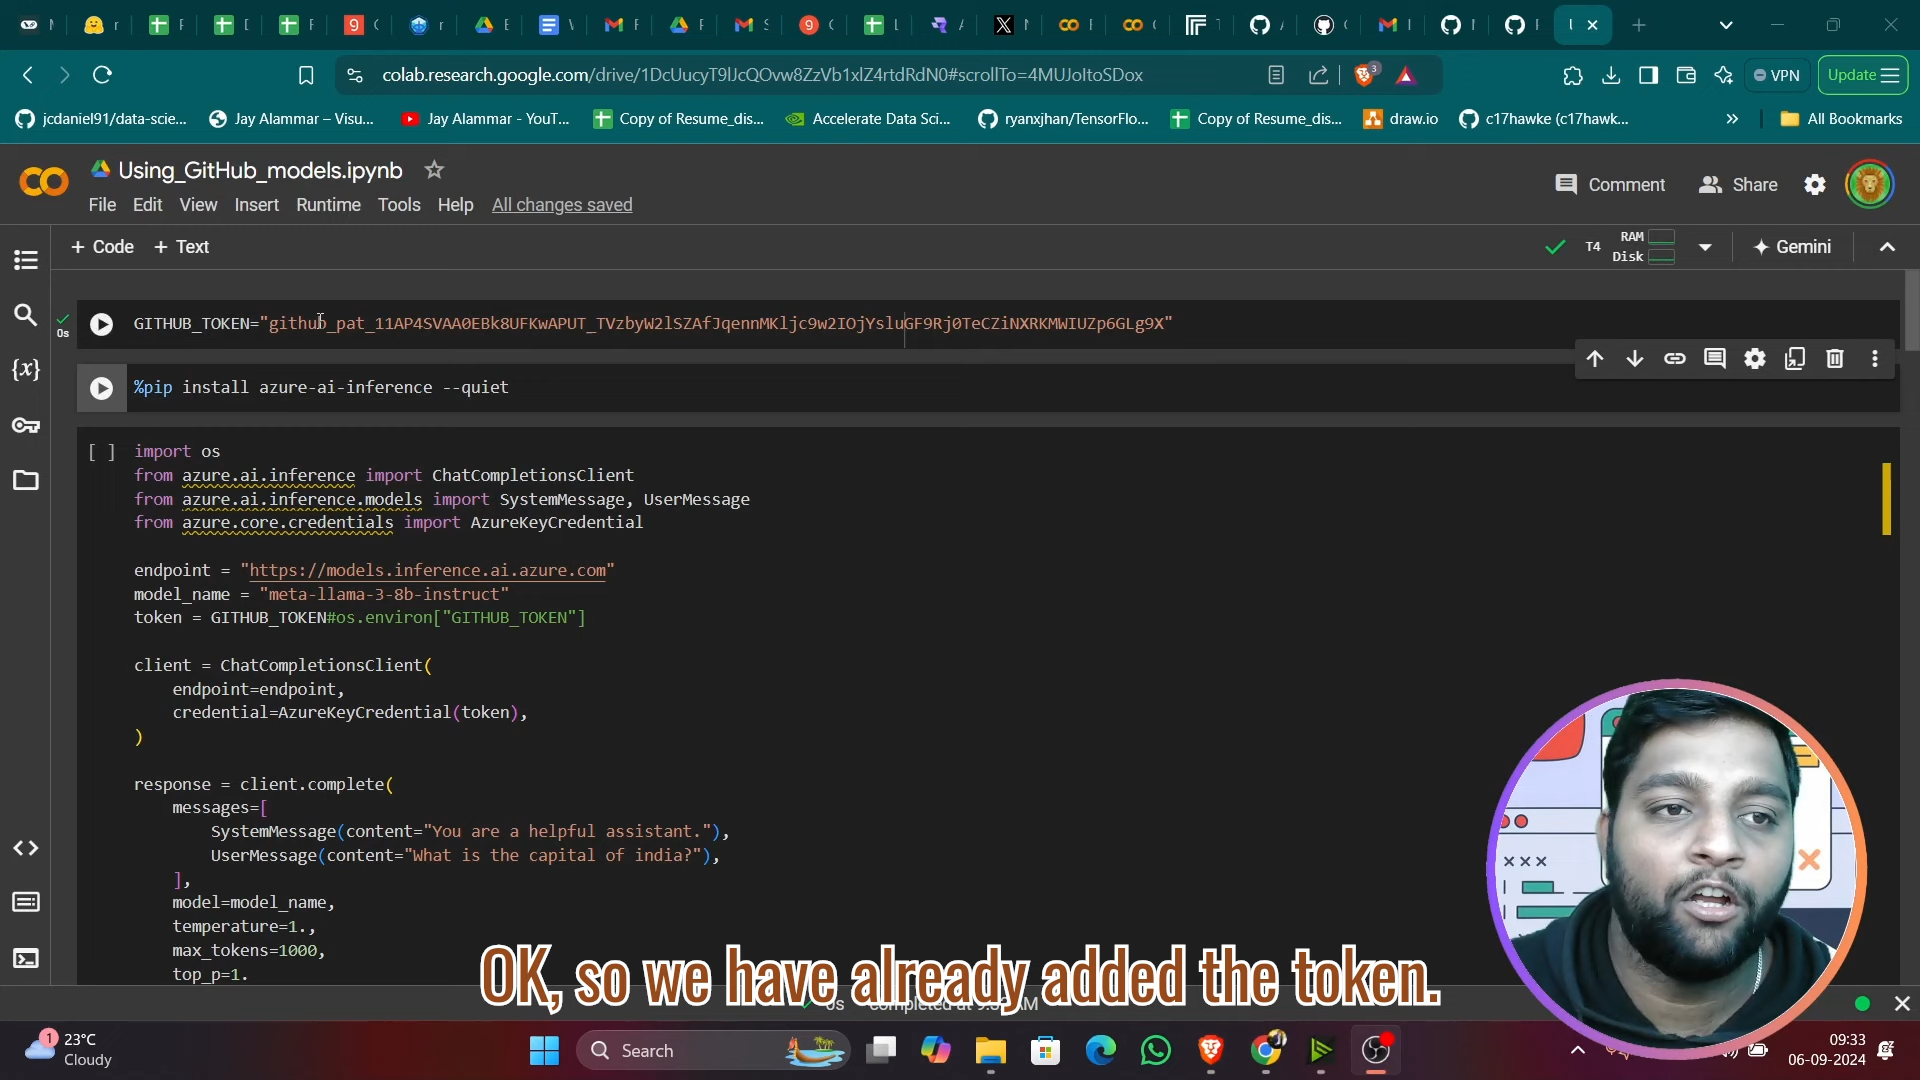 colab.research.google.com/drive/1DcUucyT9lJcQOvw8ZzVb1xlZ4rtdRdN0#scrollTo=4MUJoItoSDox
3
VPN
Update
jcdaniel91/data-scie...
Jay Alammar – Visu...
Jay Alammar - YouT...
Copy of Resume_dis...
Accelerate Data Sci...
ryanxjhan/TensorFlo...
Copy of Resume_dis...
draw.io
c17hawke (c17hawk...
»
All Bookmarks
Using_GitHub_models.ipynb
Comment
Share
File Edit View Insert Runtime Tools Help All changes saved
+ Code + Text
T4
RAM
Disk
Gemini
0s
GITHUB_TOKEN="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"
%pip install azure-ai-inference --quiet
[ ]
import os
from azure.ai.inference import ChatCompletionsClient
from azure.ai.inference.models import SystemMessage, UserMessage
from azure.core.credentials import AzureKeyCredential
endpoint = "https://models.inference.ai.azure.com"
model_name = "meta-llama-3-8b-instruct"
token = GITHUB_TOKEN#os.environ["GITHUB_TOKEN"]
client = ChatCompletionsClient(
endpoint=endpoint,
credential=AzureKeyCredential(token),
)
response = client.complete(
messages=[
SystemMessage(content="You are a helpful assistant."),
UserMessage(content="What is the capital of india?"),
],
model=model_name,
temperature=1.,
max_tokens=1000,
top_p=1.
OK, so we have already added the token.
1
23°C
Cloudy
Search
09:33
06-09-2024